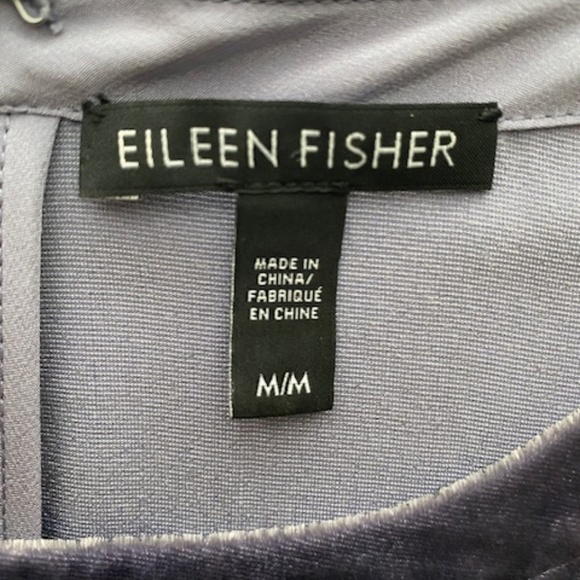 EILEEN FISHER
MADE IN
CHINA/
FABRIQUÉ
EN CHINE
M/M